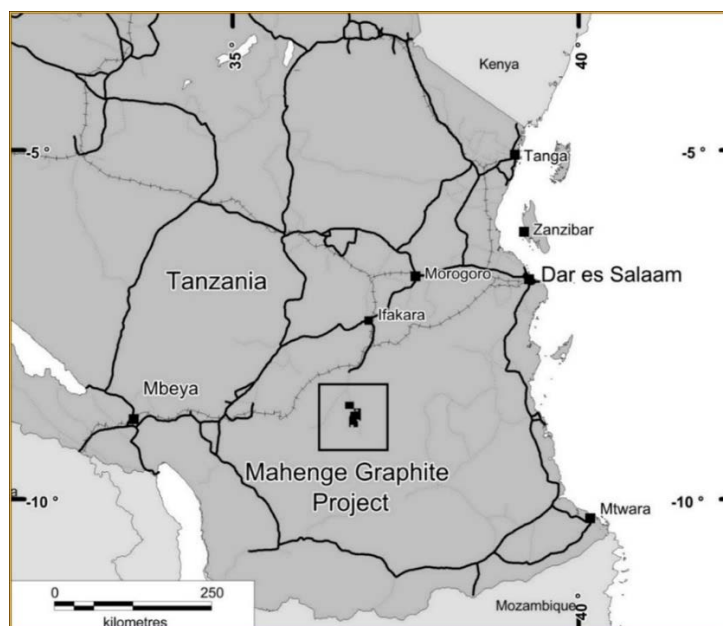 35
40
Kenya
-5 °
Tanga
-5 °
Zanzibar
Tanzania
Morogoro
Dar es Salaam
Ifakara
Mbeya
Mahenge Graphite
Project
-10 °
-10 °
Mtwara
0
250
kilometres
Mozambique
40